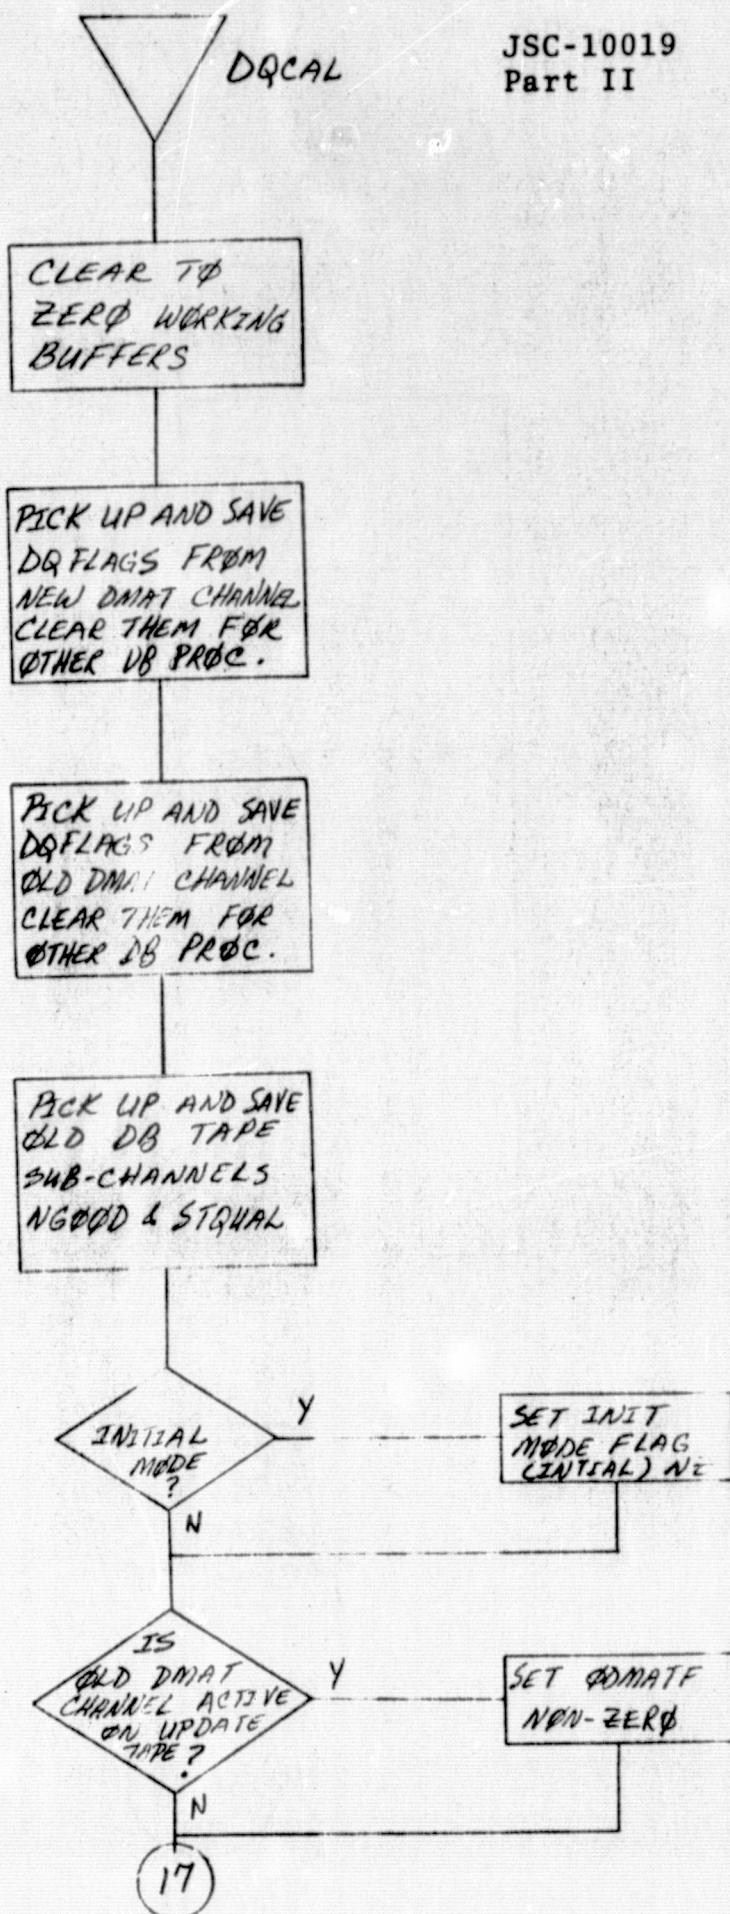 DQCAL
JSC-10019
Part II
CLEAR TØ
ZERØ WØRKING
BUFFERS
PICK UP AND SAVE
DQ FLAGS FRØM
NEW DMAT CHANNEL
CLEAR THEM FØR
ØTHER DB PRØC.
PICK UP AND SAVE
DQFLAGS FRØM
ØLD DMAT CHANNEL
CLEAR THEM FØR
ØTHER DB PRØC.
PICK UP AND SAVE
ØLD DB TAPE
SUB-CHANNELS
NGØØD & STQUAL
INITIAL
MØDE
?
Y
N
SET INIT
MØDE FLAG
(INTIAL) NZ
IS
ØLD DMAT
CHANNEL ACTIVE
ØN UPDATE
TAPE?
Y
N
SET ØDMATF
NØN-ZERØ
17